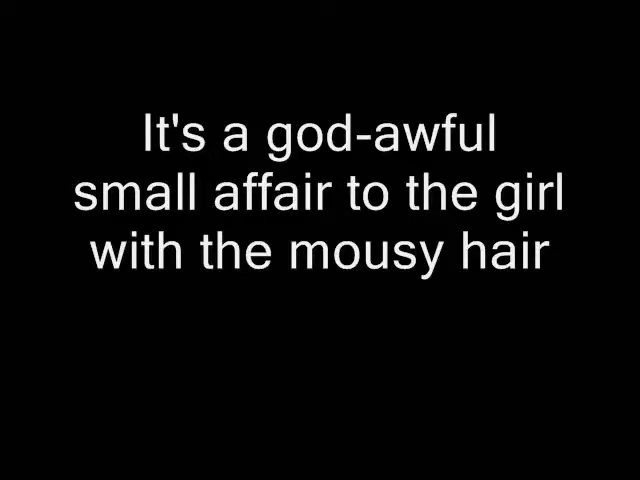 It's a god-awful
small affair to the girl
with the mousy hair